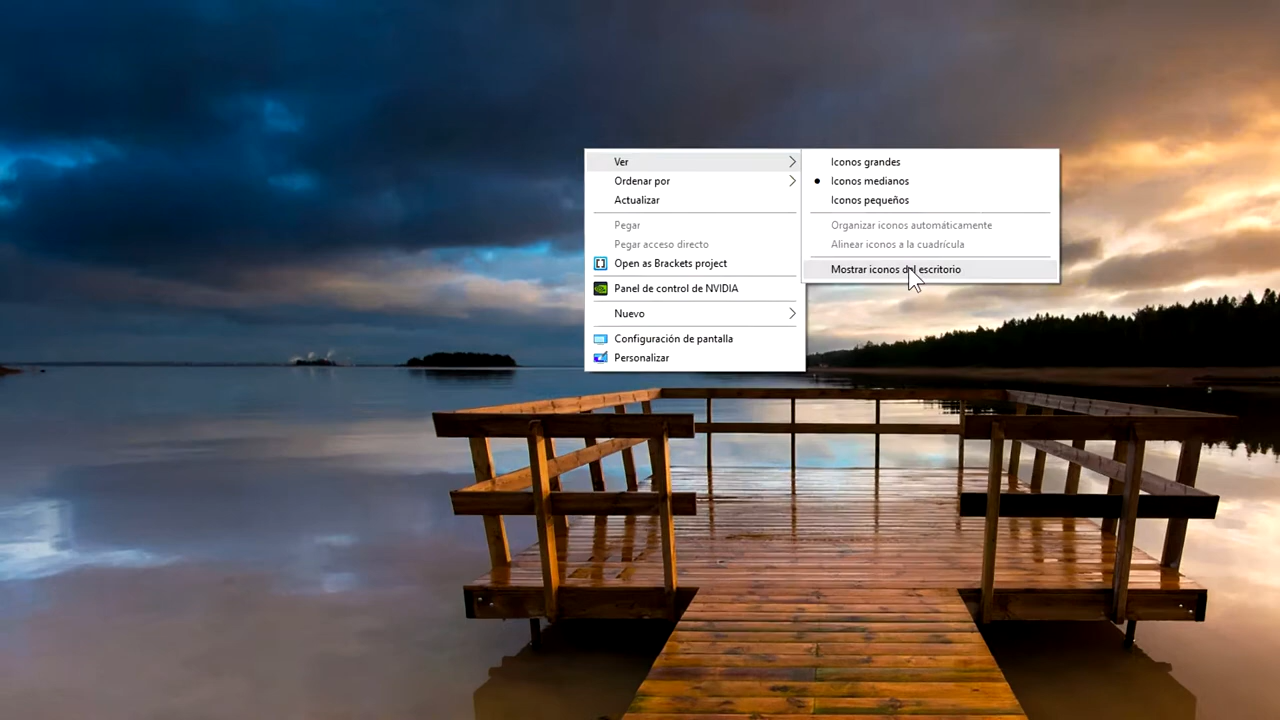 Ver
Ordenar por
Actualizar
Pegar
Pegar acceso directo
Open as Brackets project
Panel de control de NVIDIA
Nuevo
Configuración de pantalla
Personalizar
Iconos grandes
Iconos medianos
Iconos pequeños
Organizar iconos automáticamente
Alinear iconos a la cuadrícula
Mostrar iconos del escritorio